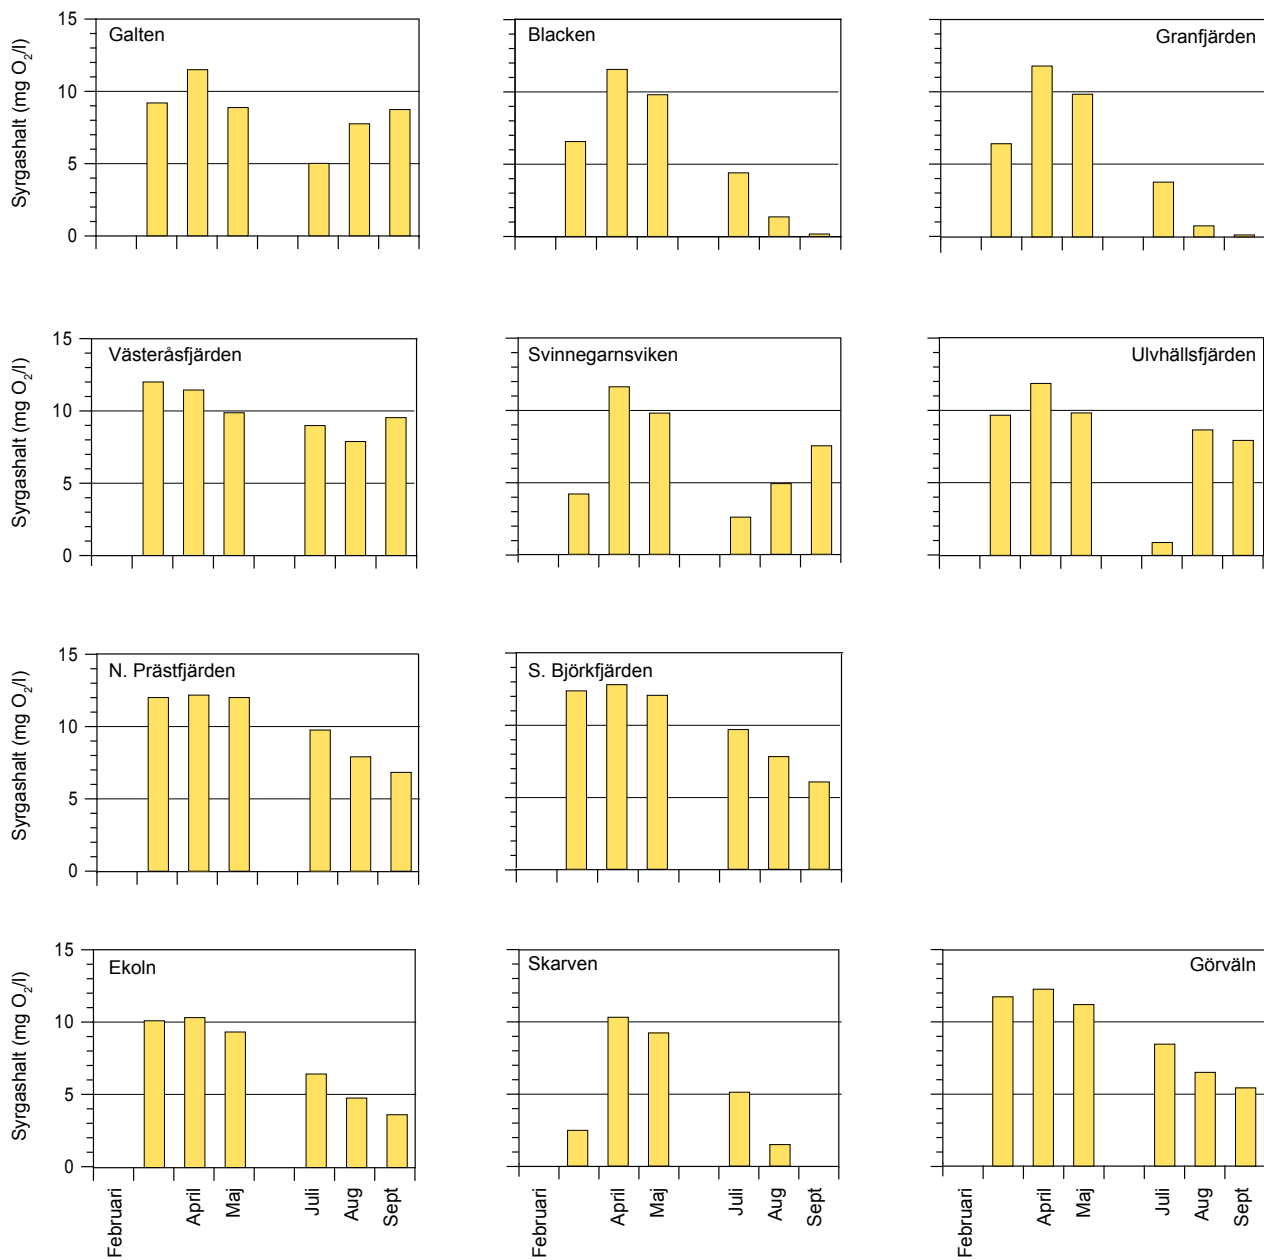 Syrgashalt (mg O₂/l)
15
10
5
0
Galten
Blacken
Granfjärden
Syrgashalt (mg O₂/l)
15
10
5
0
Västeråsfjärden
Svinnegarnsviken
Ulvhällsfjärden
Syrgashalt (mg O₂/l)
15
10
5
0
N. Prästfjärden
S. Björkfjärden
Syrgashalt (mg O₂/l)
15
10
5
0
Ekoln
Skarven
Görväln
Februari
April
Maj
Juli
Aug
Sept
Februari
April
Maj
Juli
Aug
Sept
Februari
April
Maj
Juli
Aug
Sept